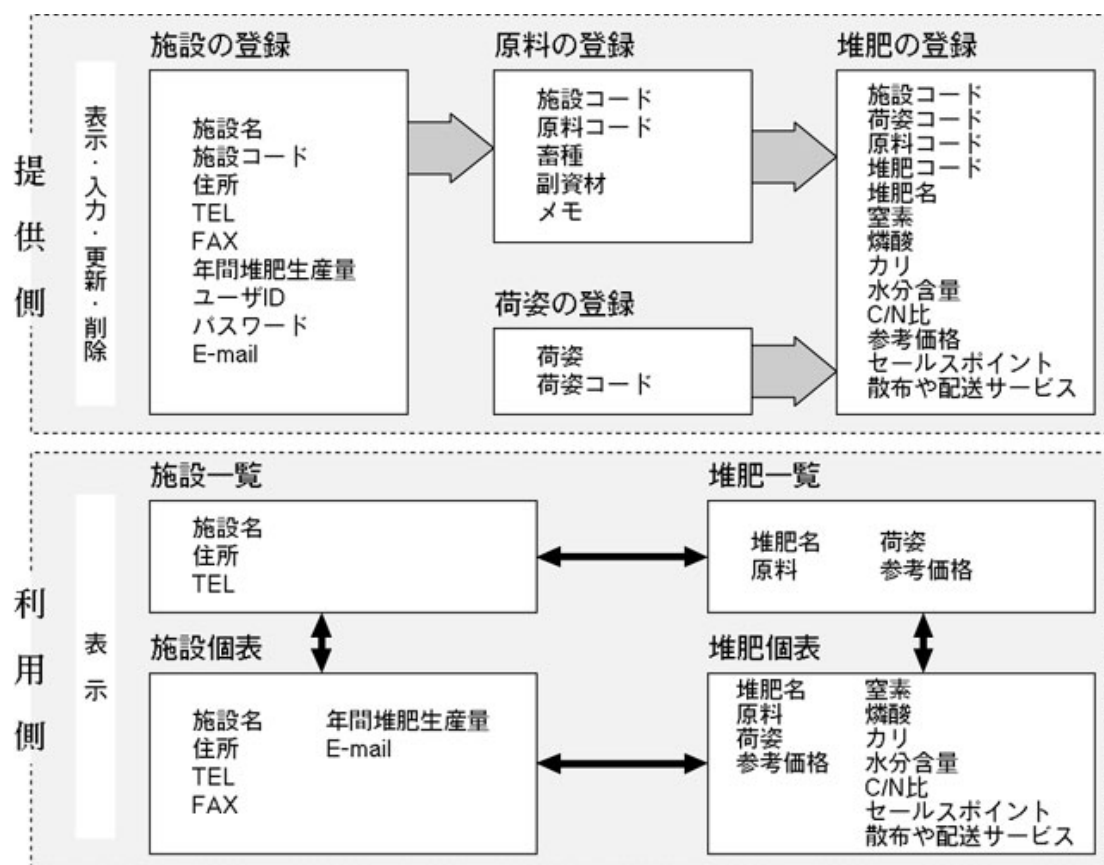 提供側
表示・入力・更新・削除
施設の登録
施設名
施設コード
住所
TEL
FAX
年間堆肥生産量
ユーザID
パスワード
E-mail
原料の登録
施設コード
原料コード
畜種
副資材
メモ
荷姿の登録
荷姿
荷姿コード
堆肥の登録
施設コード
荷姿コード
原料コード
堆肥コード
堆肥名
窒素
燐酸
カリ
水分含量
C/N比
参考価格
セールスポイント
散布や配送サービス
利用側
表示
施設一覧
施設名
住所
TEL
堆肥一覧
堆肥名 荷姿
原料 参考価格
施設個表
施設名 年間堆肥生産量
住所 E-mail
TEL
FAX
堆肥個表
堆肥名 窒素
原料 燐酸
荷姿 カリ
参考価格 水分含量
C/N比
セールスポイント
散布や配送サービス